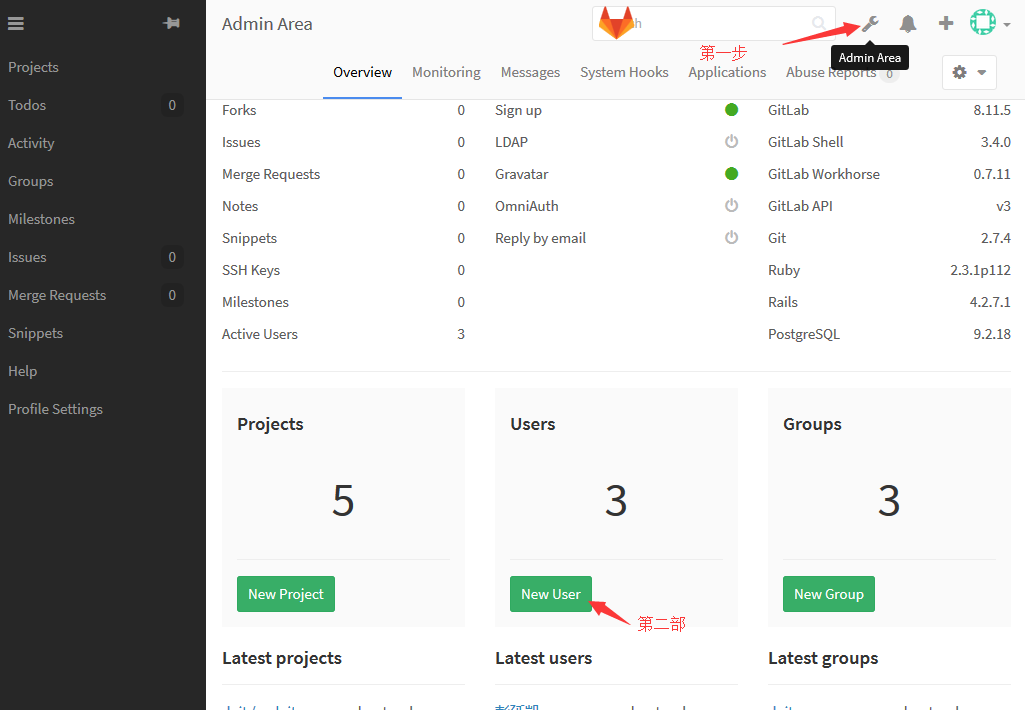 Admin Area
第一步
Admin Area
Projects
Todos 0
Activity
Groups
Milestones
Issues 0
Merge Requests 0
Snippets
Help
Profile Settings
Overview Monitoring Messages System Hooks Applications Abuse Reports 0
Forks 0
Issues 0
Merge Requests 0
Notes 0
Snippets 0
SSH Keys 0
Milestones 0
Active Users 3
Sign up
LDAP
Gravatar
OmniAuth
Reply by email
GitLab 8.11.5
GitLab Shell 3.4.0
GitLab Workhorse 0.7.11
GitLab API v3
Git 2.7.4
Ruby 2.3.1p112
Rails 4.2.7.1
PostgreSQL 9.2.18
Projects
5
New Project
Users
3
New User
第二部
Groups
3
New Group
Latest projects
Latest users
Latest groups